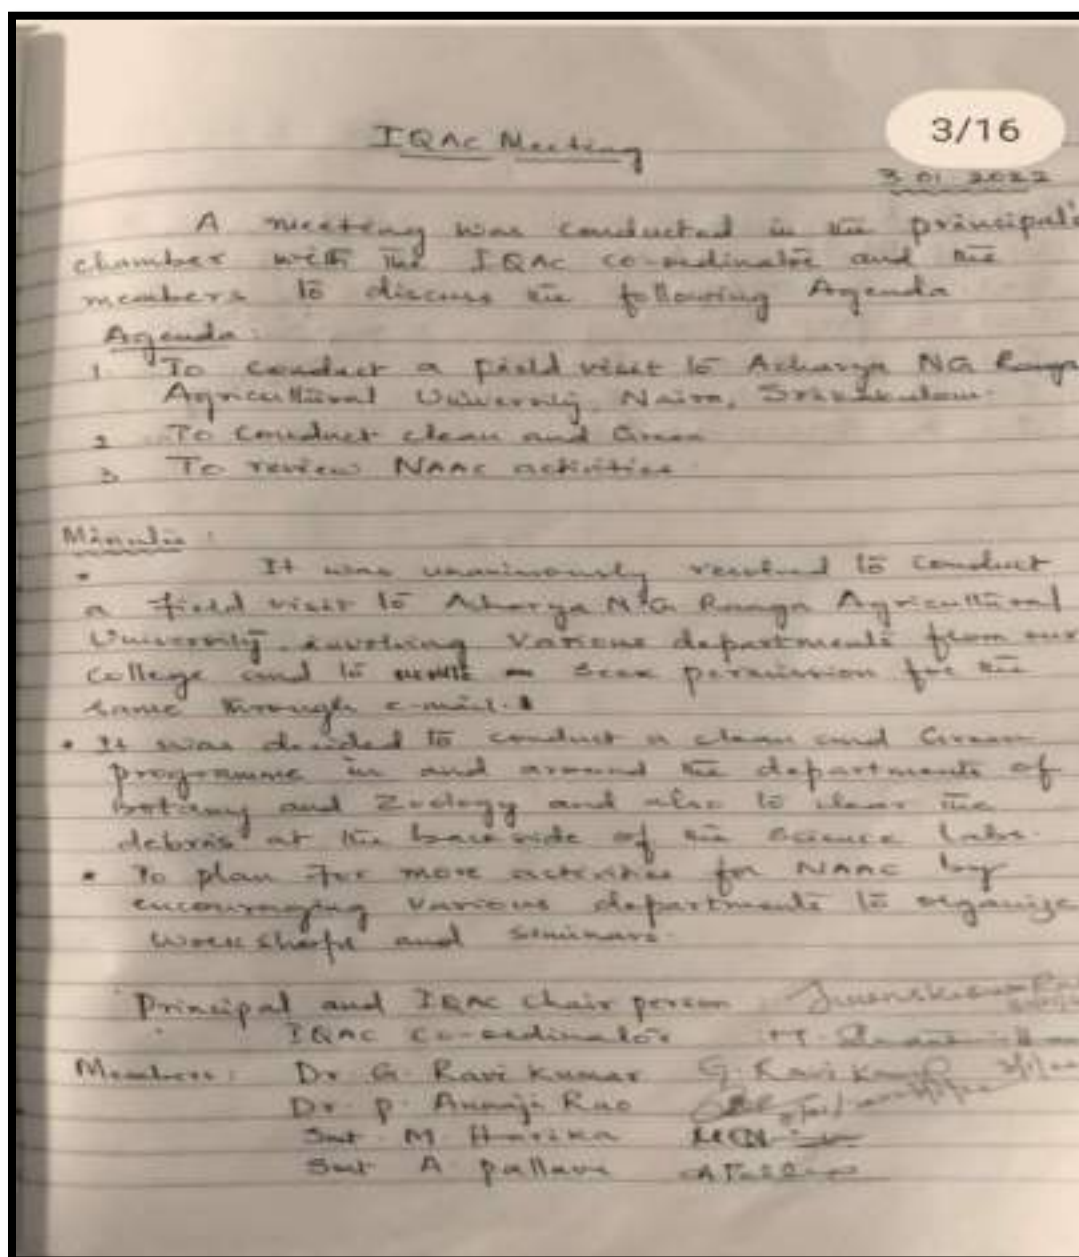 3/16
IQAC Meeting
3.01.2022
A meeting was conducted in the principal's
chamber with the IQAC co-ordinator and the
members to discuss the following Agenda
Agenda:
1 To conduct a field visit to Acharya NG Ranga
Agricultural University, Naira, Srikakulam.
2 To conduct clean and Green
3 To review NAAC activities.
Minutes:
• It was unanimously resolved to conduct
a field visit to Acharya N.G Ranga Agricultural
University, involving various departments from our
college and to seek permission for the
same through e-mail.
• It was decided to conduct a clean and Green
programme in and around the departments of
Botany and Zoology and also to clear the
debris at the back side of the science labs.
• To plan for more activities for NAAC by
encouraging various departments to organize
workshops and seminars.
Principal and IQAC Chair person
IQAC Co-ordinator
Members: Dr G. Ravi Kumar G. Ravi Kumar
Dr. P. Annaji Rao
Smt. M Harika
Smt A pallavi